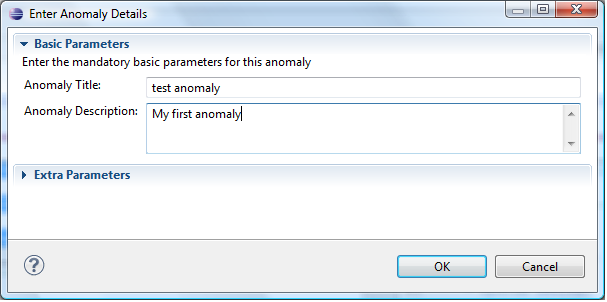 Enter Anomaly Details
Basic Parameters
Enter the mandatory basic parameters for this anomaly
Anomaly Title: test anomaly
Anomaly Description: My first anomaly
Extra Parameters
? OK Cancel